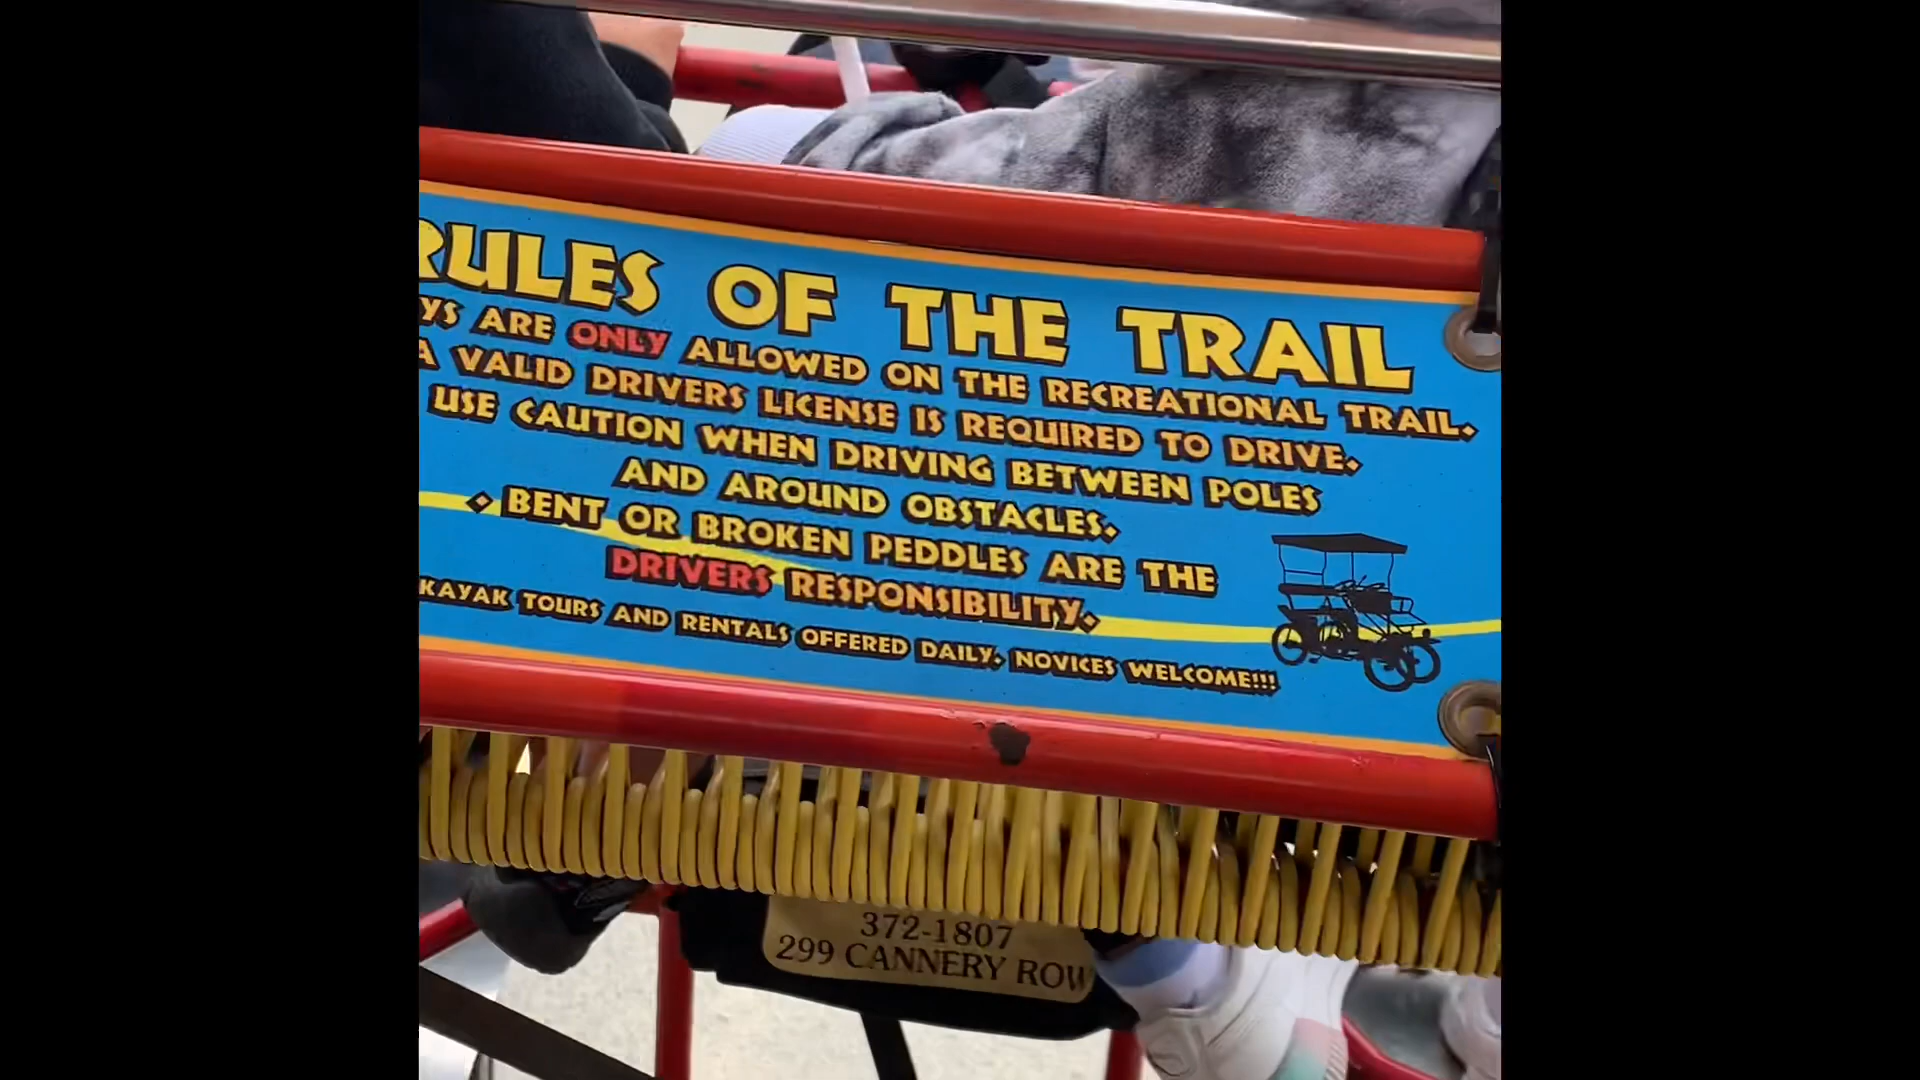 RULES OF THE TRAIL
YS ARE ONLY ALLOWED ON THE RECREATIONAL TRAIL.
A VALID DRIVERS LICENSE IS REQUIRED TO DRIVE.
USE CAUTION WHEN DRIVING BETWEEN POLES
AND AROUND OBSTACLES.
• BENT OR BROKEN PEDDLES ARE THE
DRIVERS RESPONSIBILITY.
KAYAK TOURS AND RENTALS OFFERED DAILY. NOVICES WELCOME!!!
372-1807
299 CANNERY ROW